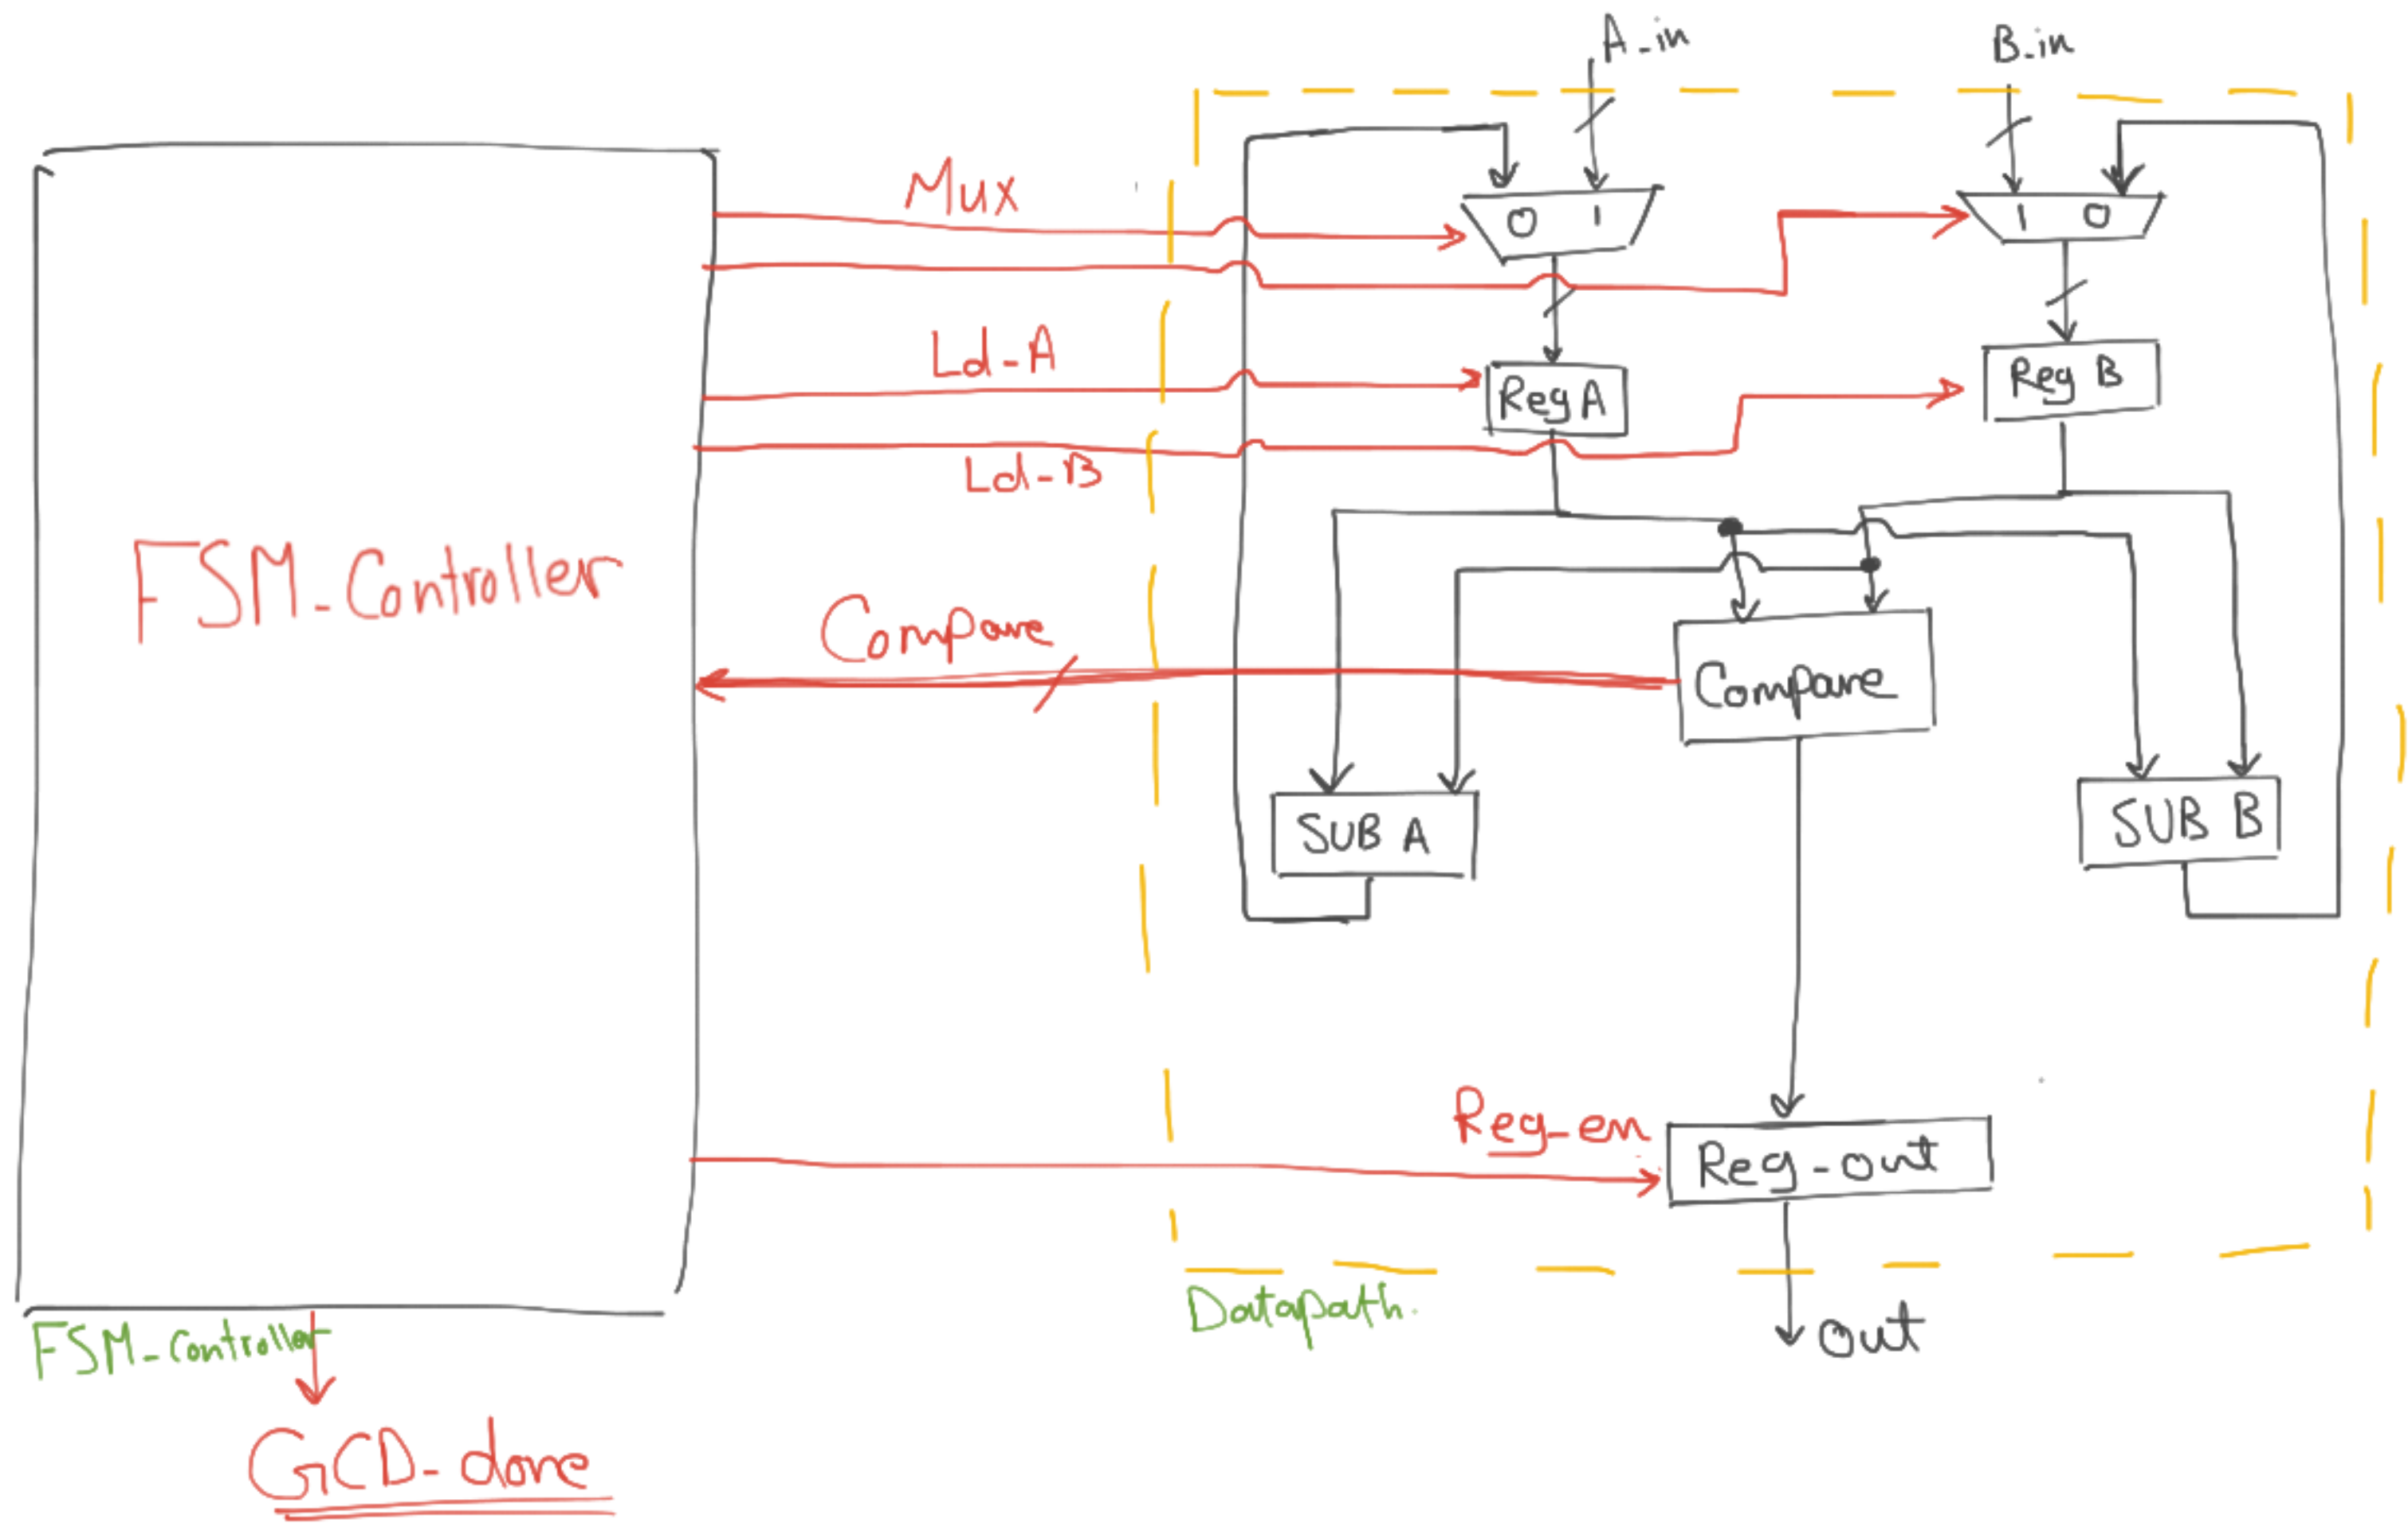 A_in
B_in
Mux
0 1
1 0
Ld-A
Reg A
Reg B
Ld-B
FSM_Controller
Compare
Compare
SUB A
SUB B
Reg_en
Reg-out
Datapath.
out
FSM_Controller
GCD-done